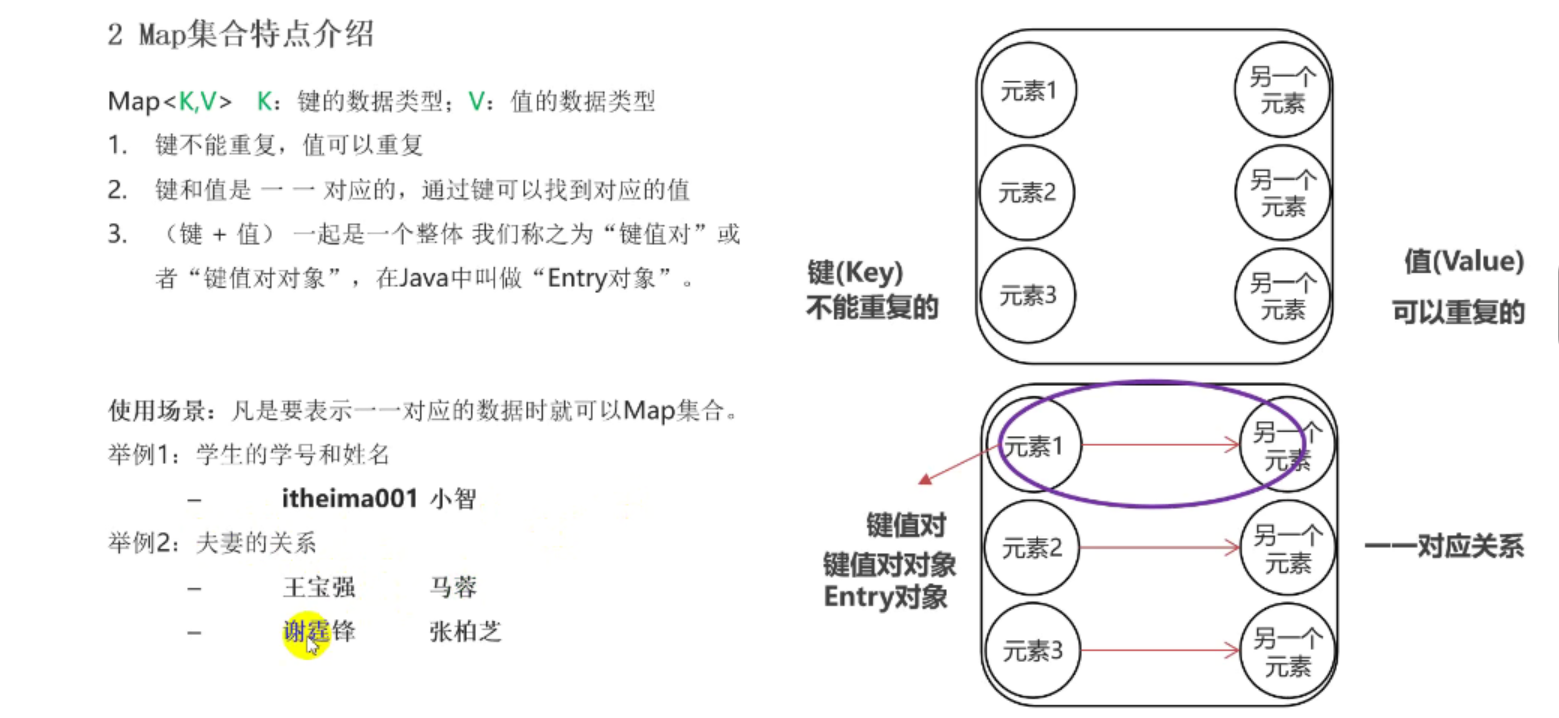 2 Map集合特点介绍
Map<K,V> K：键的数据类型；V：值的数据类型
1. 键不能重复，值可以重复
2. 键和值是 一 一 对应的，通过键可以找到对应的值
3. （键 + 值） 一起是一个整体 我们称之为“键值对”或
者“键值对对象”，在Java中叫做“Entry对象”。
使用场景：凡是要表示一一对应的数据时就可以Map集合。
举例1：学生的学号和姓名
– itheima001 小智
举例2：夫妻的关系
– 王宝强 马蓉
– 谢霆锋 张柏芝
元素1
另一个
元素
元素2
另一个
元素
元素3
另一个
元素
键(Key)
不能重复的
值(Value)
可以重复的
元素1
另一个
元素
元素2
另一个
元素
元素3
另一个
元素
键值对
键值对对象
Entry对象
一一对应关系